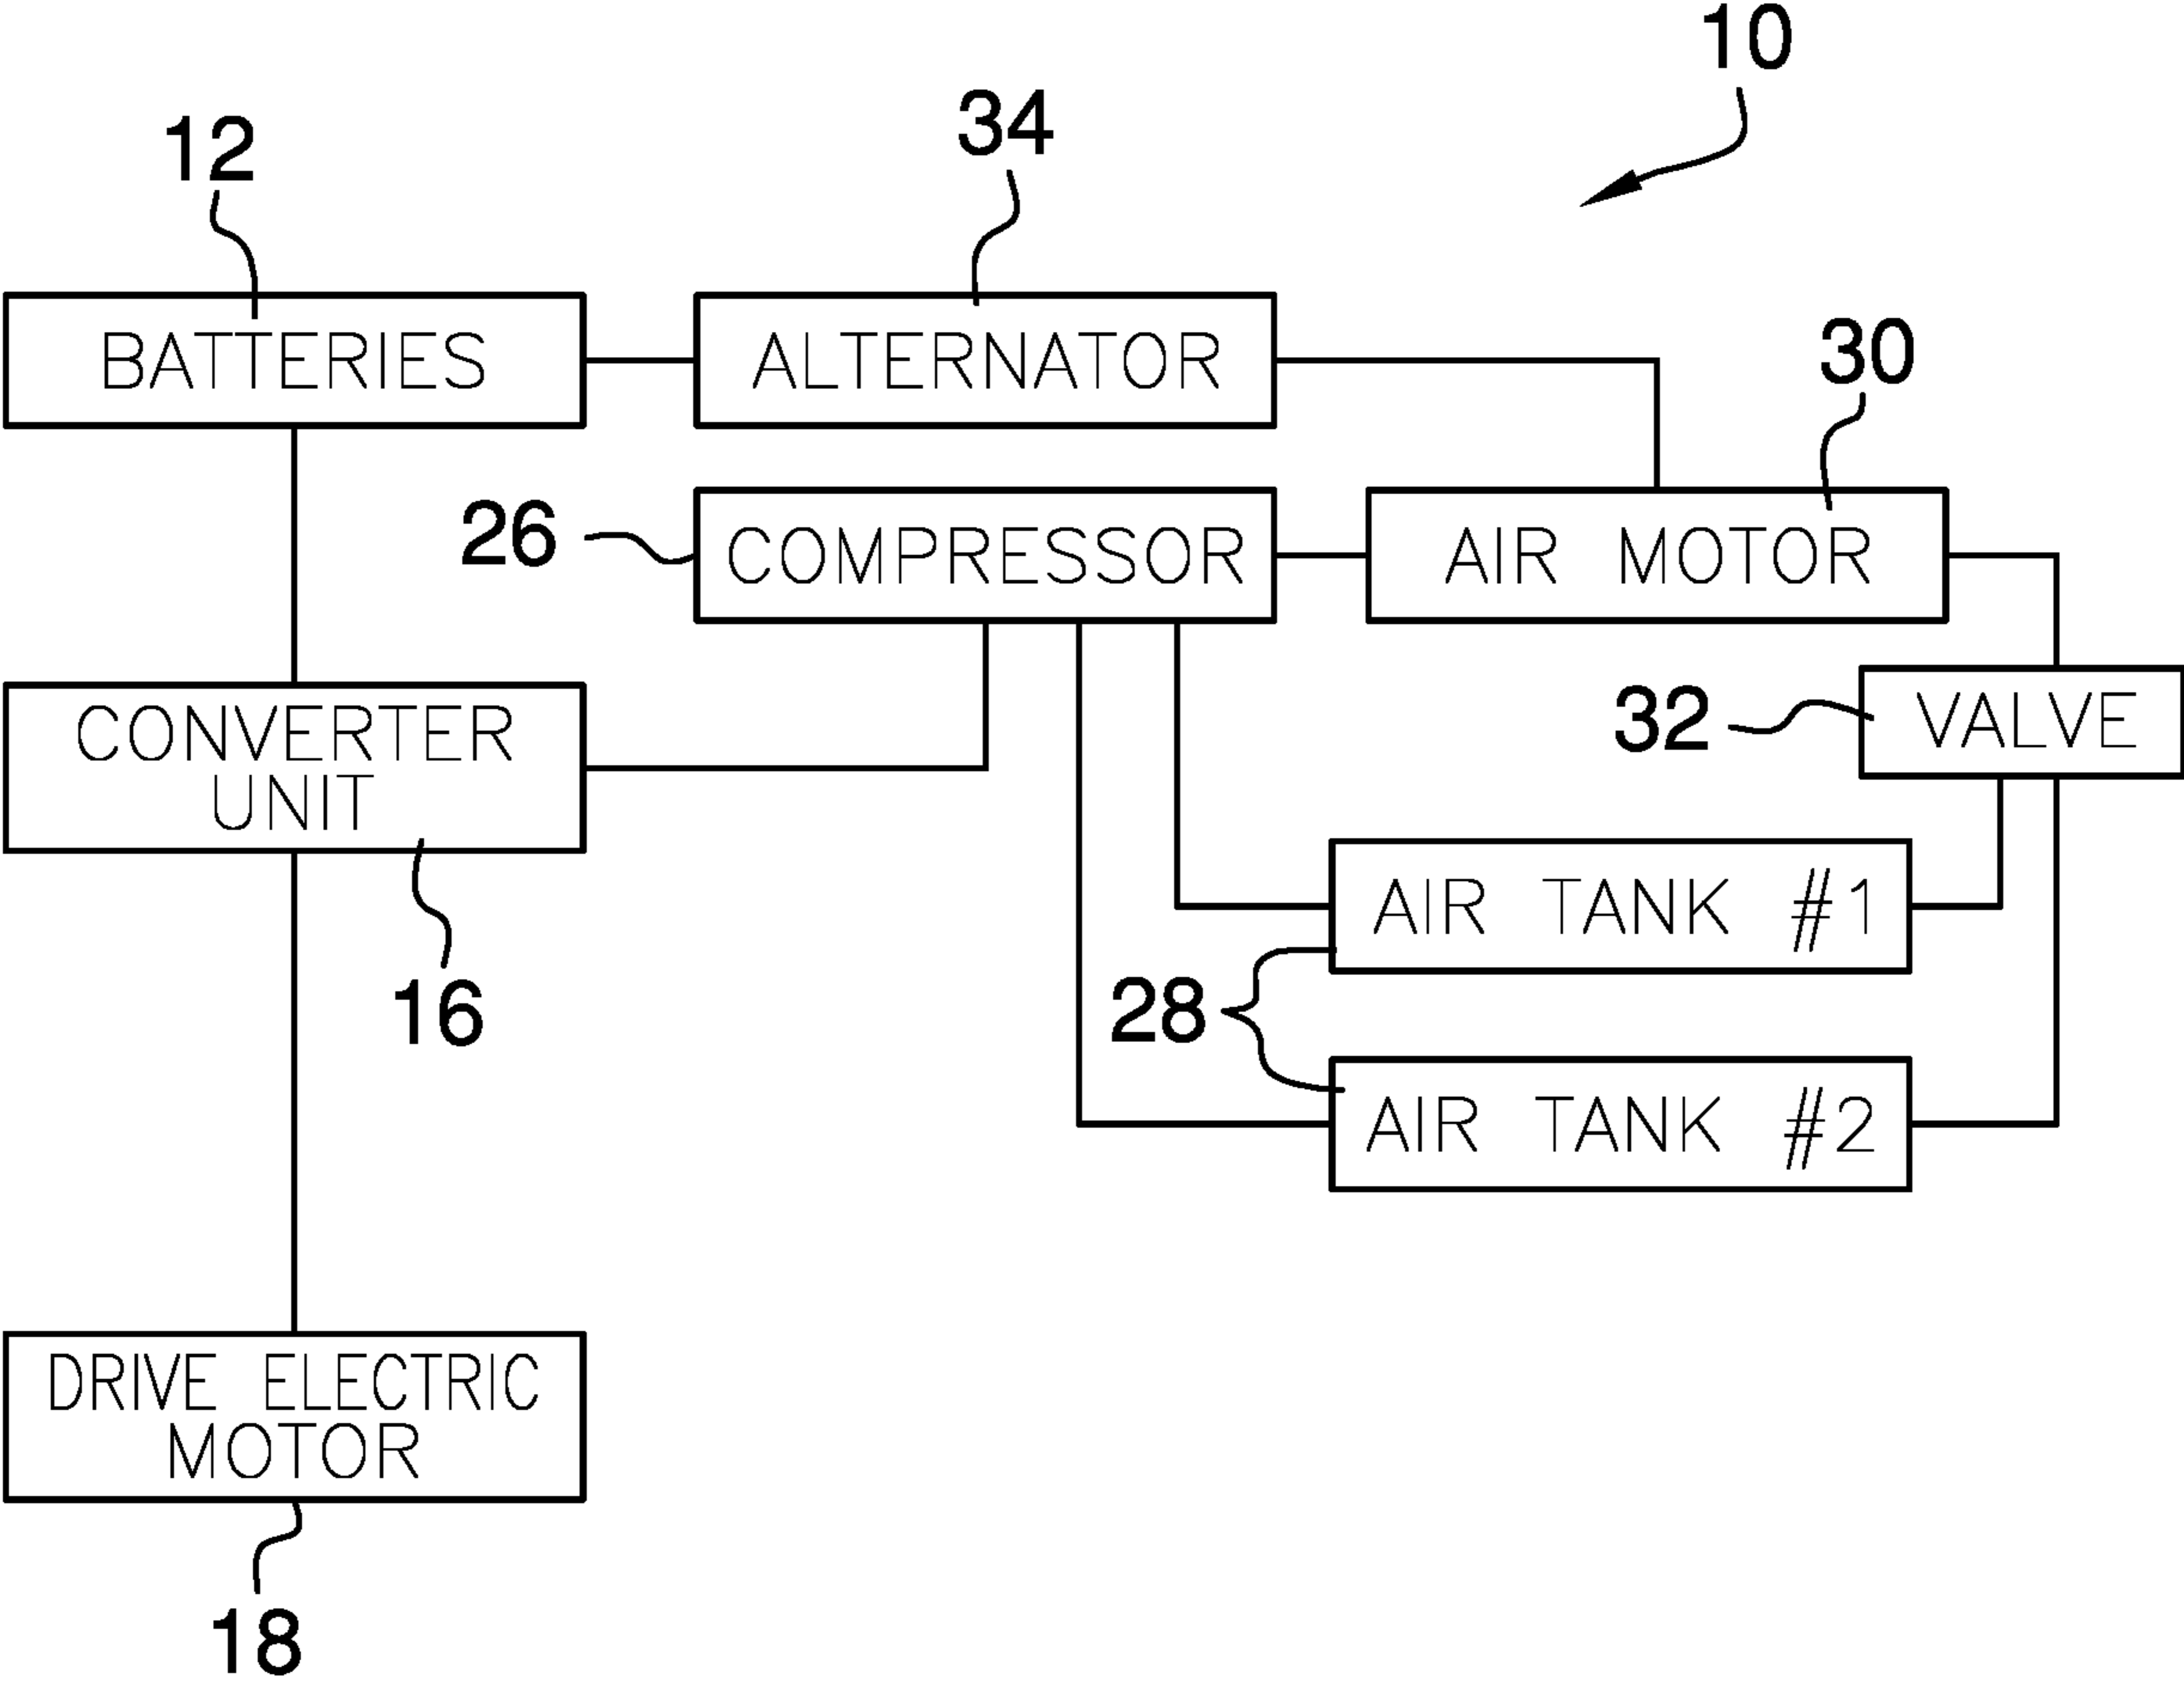 10
34
12
BATTERIES
ALTERNATOR
30
26
COMPRESSOR
AIR MOTOR
CONVERTER
UNIT
32
VALVE
AIR TANK #1
16
28
AIR TANK #2
DRIVE ELECTRIC
MOTOR
18